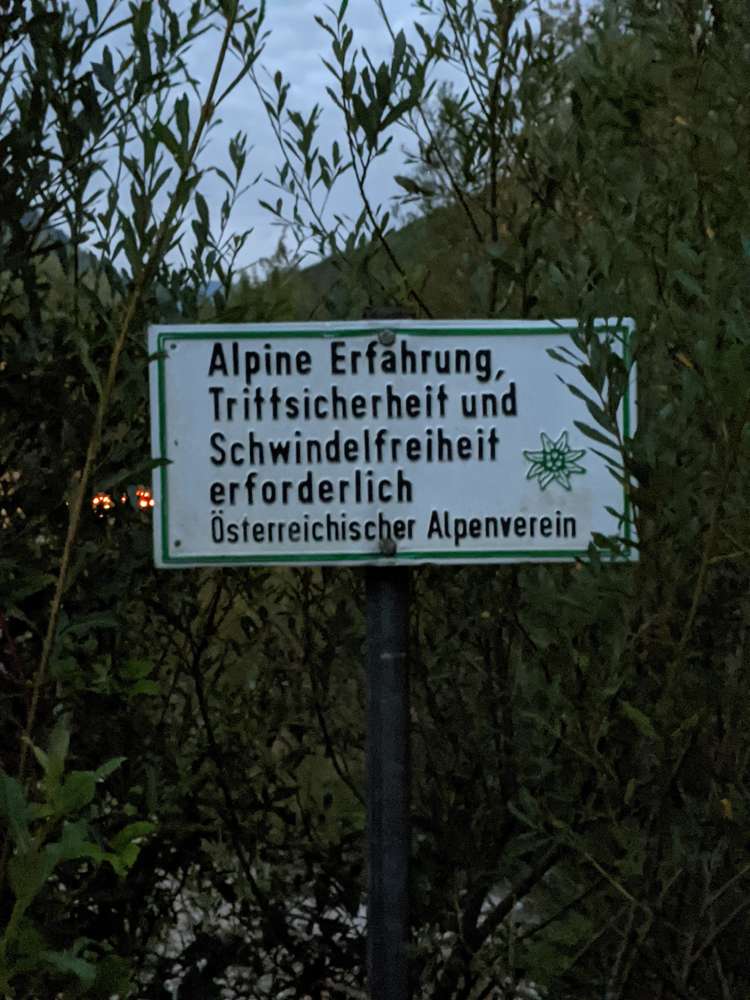 Alpine Erfahrung,
Trittsicherheit und
Schwindelfreiheit
erforderlich
Österreichischer Alpenverein